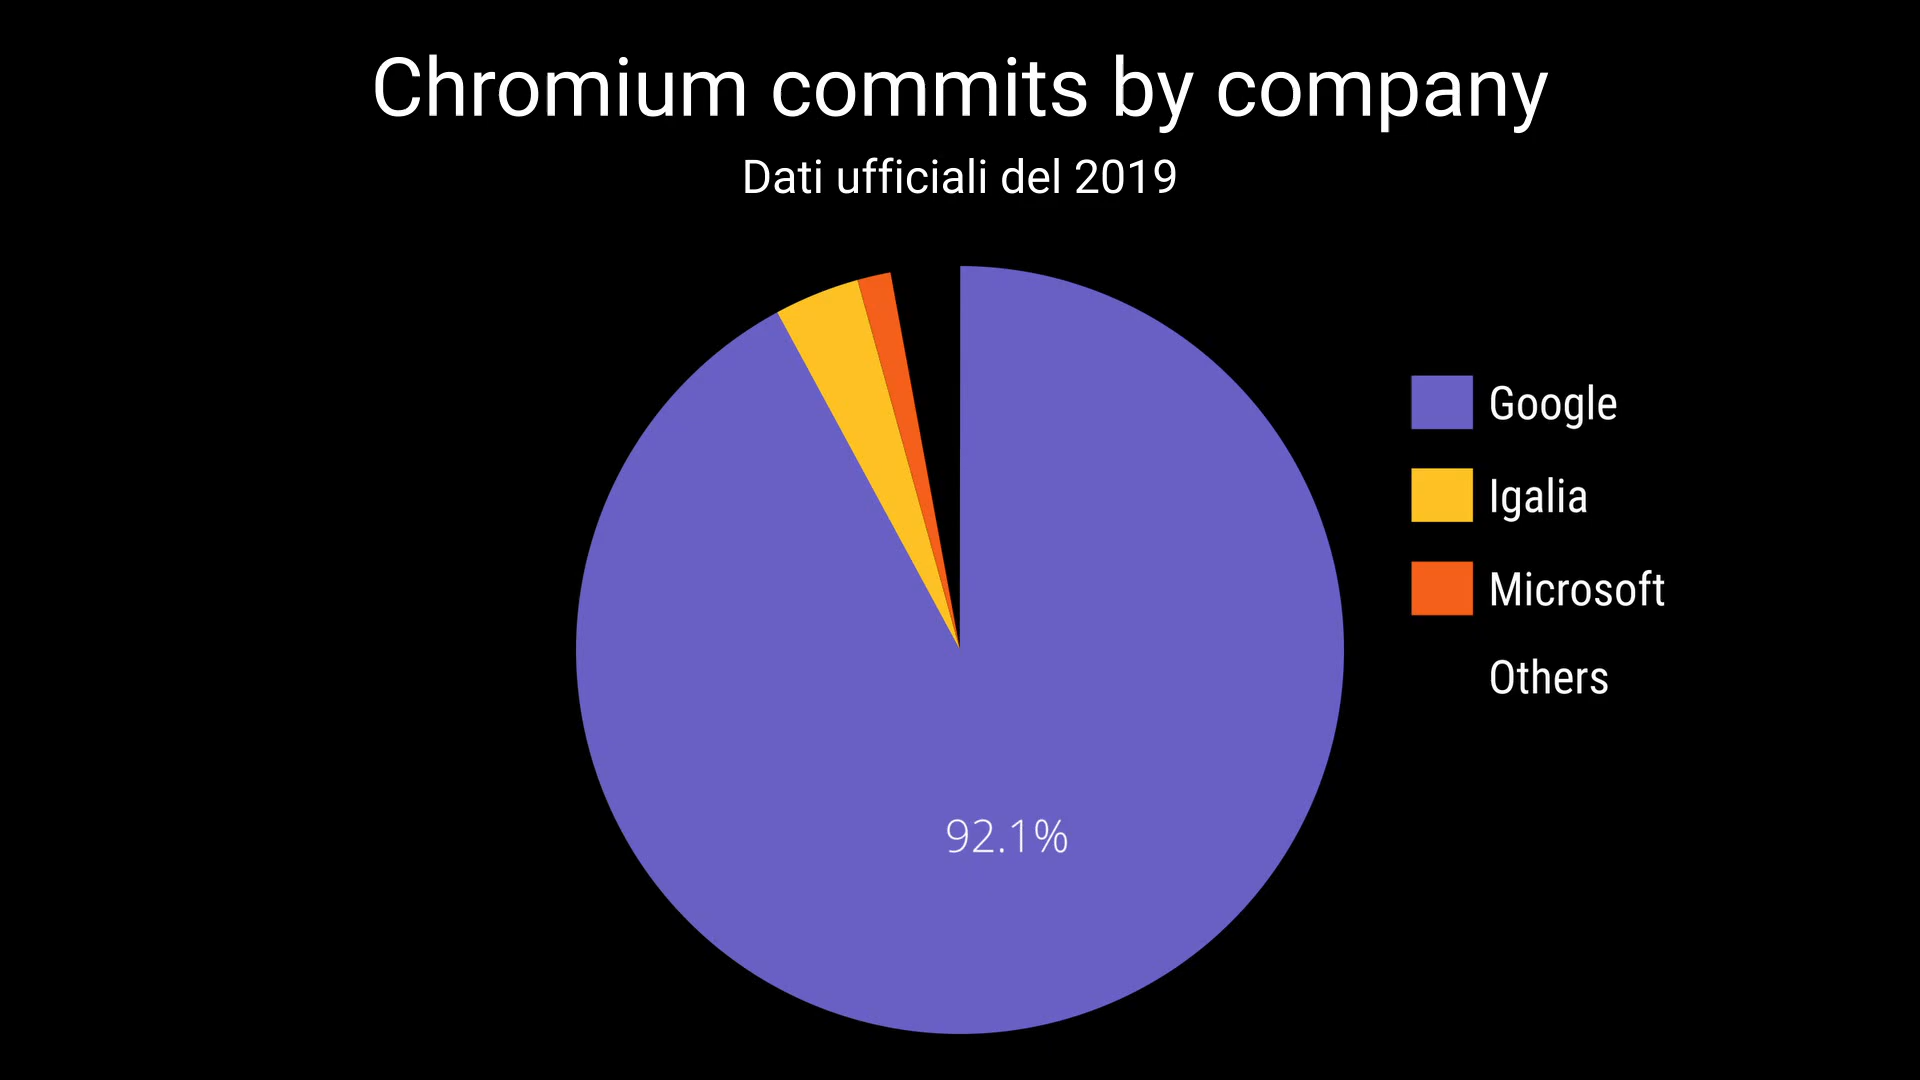 Chromium commits by company
Dati ufficiali del 2019
Google
Igalia
Microsoft
Others
92.1%